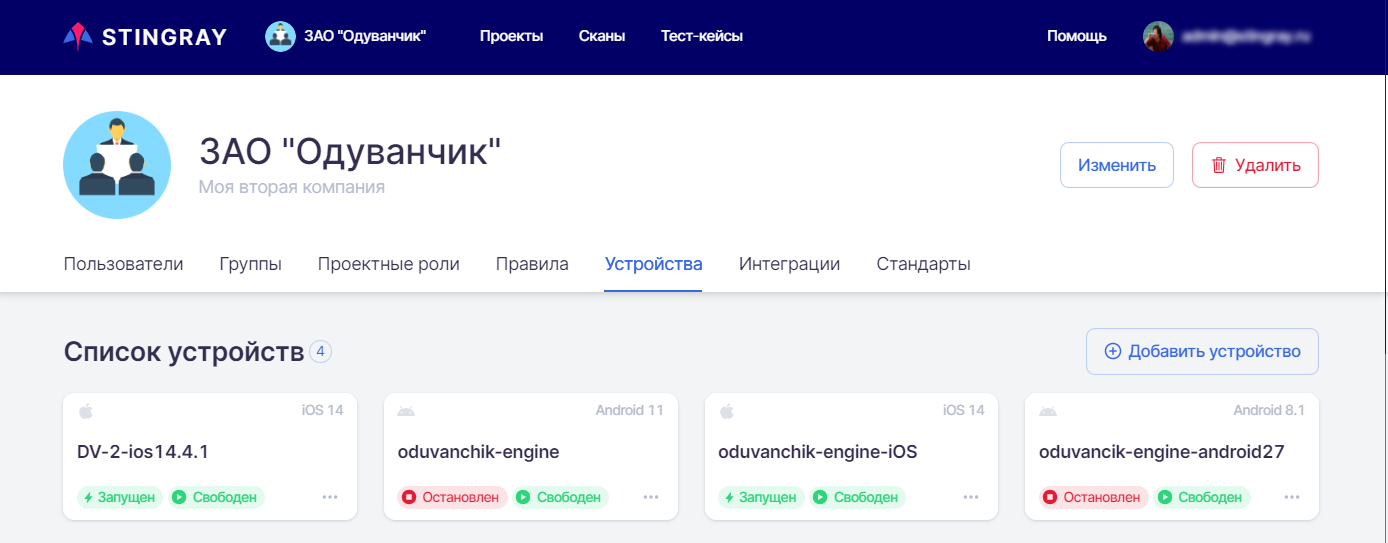 STINGRAY ЗАО "Одуванчик" Проекты Сканы Тест-кейсы Помощь
ЗАО "Одуванчик"
Моя вторая компания
Изменить Удалить
Пользователи Группы Проектные роли Правила Устройства Интеграции Стандарты
Список устройств 4
Добавить устройство
iOS 14
DV-2-ios14.4.1
Запущен Свободен
Android 11
oduvanchik-engine
Остановлен Свободен
iOS 14
oduvanchik-engine-iOS
Запущен Свободен
Android 8.1
oduvancik-engine-android27
Остановлен Свободен